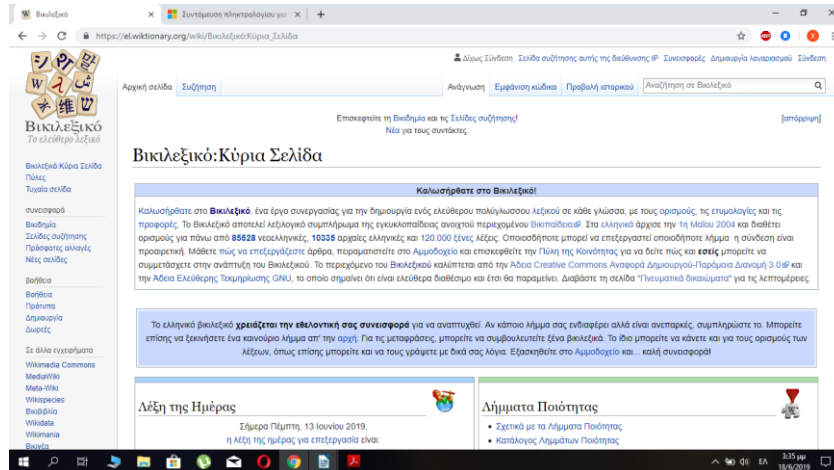 Βικιλεξικό
Συντόμευση πληκτρολογίου για
https://el.wiktionary.org/wiki/Βικιλεξικό:Κύρια_Σελίδα
Δίχως Σύνδεση Σελίδα συζήτησης αυτής της διεύθυνσης IP Συνεισφορές Δημιουργία λογαριασμού Σύνδεση
Αρχική σελίδα Συζήτηση Ανάγνωση Εμφάνιση κώδικα Προβολή ιστορικού Αναζήτηση σε Βικιλεξικό
Βικιλεξικό
Το ελεύθερο λεξικό
Βικιλεξικό:Κύρια Σελίδα
Πύλες
Τυχαία σελίδα
συνεισφορά
Βικιδημία
Σελίδες συζήτησης
Πρόσφατες αλλαγές
Νέες σελίδες
βοήθεια
Βοήθεια
Πρότυπα
Δημιουργία
Δωρεές
Σε άλλα εγχειρήματα
Wikimedia Commons
MediaWiki
Meta-Wiki
Wikispecies
Βικιβιβλία
Wikidata
Wikimania
Βικινέα
Επισκεφτείτε τη Βικιδημία και τις Σελίδες συζήτησης! [απόρριψη]
Νέα για τους συντάκτες.
Βικιλεξικό:Κύρια Σελίδα
Καλωσήρθατε στο Βικιλεξικό!
Καλωσήρθατε στο Βικιλεξικό, ένα έργο συνεργασίας για την δημιουργία ενός ελεύθερου πολύγλωσσου λεξικού σε κάθε γλώσσα, με τους ορισμούς, τις ετυμολογίες και τις
προφορές. Το Βικιλεξικό αποτελεί λεξιλογικό συμπλήρωμα της εγκυκλοπαίδειας ανοιχτού περιεχομένου Βικιπαίδεια. Στα ελληνικά άρχισε την 1η Μαΐου 2004 και διαθέτει
ορισμούς για πάνω από 85528 νεοελληνικές, 10335 αρχαίες ελληνικές και 120.000 ξένες λέξεις. Οποιοσδήποτε μπορεί να επεξεργαστεί οποιοδήποτε λήμμα η σύνδεση είναι
προαιρετική. Μάθετε πώς να επεξεργάζεστε άρθρα, πειραματιστείτε στο Αμμοδοχείο και επισκεφθείτε την Πύλη της Κοινότητας για να δείτε πώς και εσείς μπορείτε να
συμμετάσχετε στην ανάπτυξη του Βικιλεξικού. Το περιεχόμενο του Βικιλεξικού καλύπτεται από την Άδεια Creative Commons Αναφορά Δημιουργού-Παρόμοια Διανομή 3.0 και
την Άδεια Ελεύθερης Τεκμηρίωσης GNU, το οποίο σημαίνει ότι είναι ελεύθερα διαθέσιμο και έτσι θα παραμείνει. Διαβάστε τη σελίδα "Πνευματικά δικαιώματα" για τις λεπτομέρειες.
Το ελληνικό βικιλεξικό χρειάζεται την εθελοντική σας συνεισφορά για να αναπτυχθεί. Αν κάποιο λήμμα σας ενδιαφέρει αλλά είναι ανεπαρκές, συμπληρώστε το. Μπορείτε
επίσης να ξεκινήσετε ένα καινούριο λήμμα απ' την αρχή. Για τις μεταφράσεις, μπορείτε να συμβουλευτείτε ξένα βικιλεξικά. Το ίδιο μπορείτε να κάνετε και για τους ορισμούς των
λέξεων, όπως επίσης μπορείτε και να τους γράψετε με δικά σας λόγια. Εξασκηθείτε στο Αμμοδοχείο και... καλή συνεισφορά!
Λέξη της Ημέρας
Σήμερα Πέμπτη, 13 Ιουνίου 2019,
η λέξη της ημέρας για επεξεργασία είναι:
Λήμματα Ποιότητας
Σχετικά με τα Λήμματα Ποιότητας
Κατάλογος Λημμάτων Ποιότητας
ΕΛ
3:35 μμ
18/6/2019